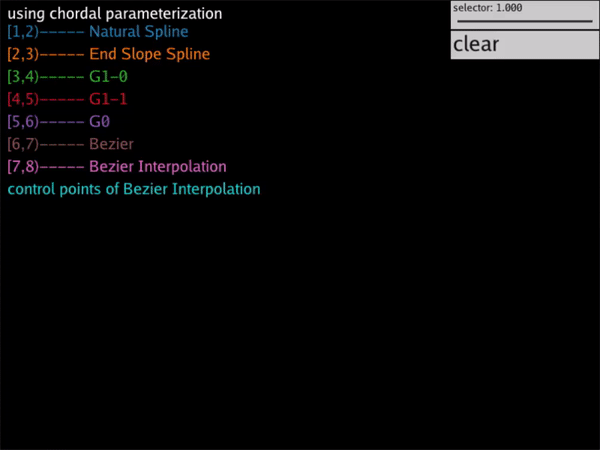 using chordal parameterization
[1,2)----- Natural Spline
[2,3)----- End Slope Spline
[3,4)----- G1-0
[4,5)----- G1-1
[5,6)----- G0
[6,7)----- Bezier
[7,8)----- Bezier Interpolation
control points of Bezier Interpolation
selector: 1.000
clear